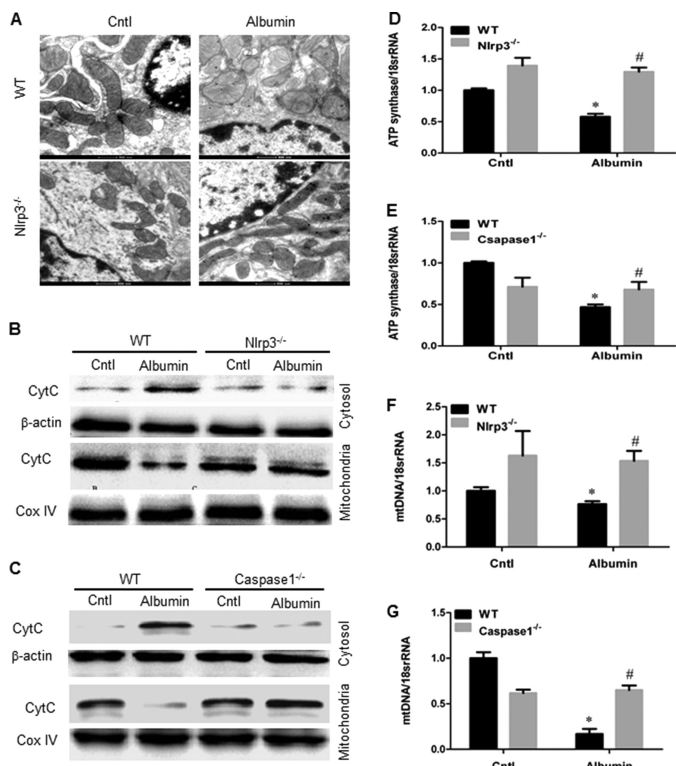 A
Cntl Albumin
WT
Nlrp3-/-
B
WT Nlrp3-/-
Cntl Albumin Cntl Albumin
CytC
β-actin
Cytosol
CytC
Cox IV
Mitochondria
C
WT Caspase1-/-
Cntl Albumin Cntl Albumin
CytC
β-actin
Cytosol
CytC
Cox IV
Mitochondria
D
WT
Nlrp3-/-
ATP synthase/18srRNA
2.0
1.5
1.0
0.5
0.0
*
#
Cntl Albumin
E
WT
Csapase1-/-
ATP synthase/18srRNA
1.5
1.0
0.5
0.0
*
#
Cntl Albumin
F
WT
Nlrp3-/-
mtDNA/18srRNA
2.5
2.0
1.5
1.0
0.5
0.0
*
#
Cntl Albumin
G
WT
Caspase1-/-
mtDNA/18srRNA
1.5
1.0
0.5
0.0
*
#
Cntl Albumin